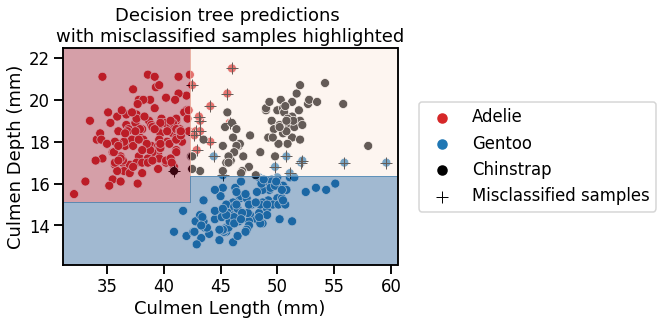 Decision tree predictions
with misclassified samples highlighted
22
20
18
16
14
Culmen Depth (mm)
35 40 45 50 55 60
Culmen Length (mm)
Adelie
Gentoo
Chinstrap
Misclassified samples